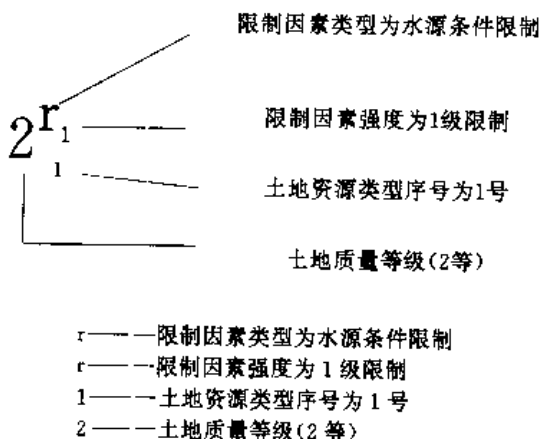 限制因素类型为水源条件限制
2r1
1
限制因素强度为1级限制
土地资源类型序号为1号
土地质量等级(2等)
r———限制因素类型为水源条件限制
r———限制因素强度为1级限制
1———土地资源类型序号为1号
2———土地质量等级(2等)